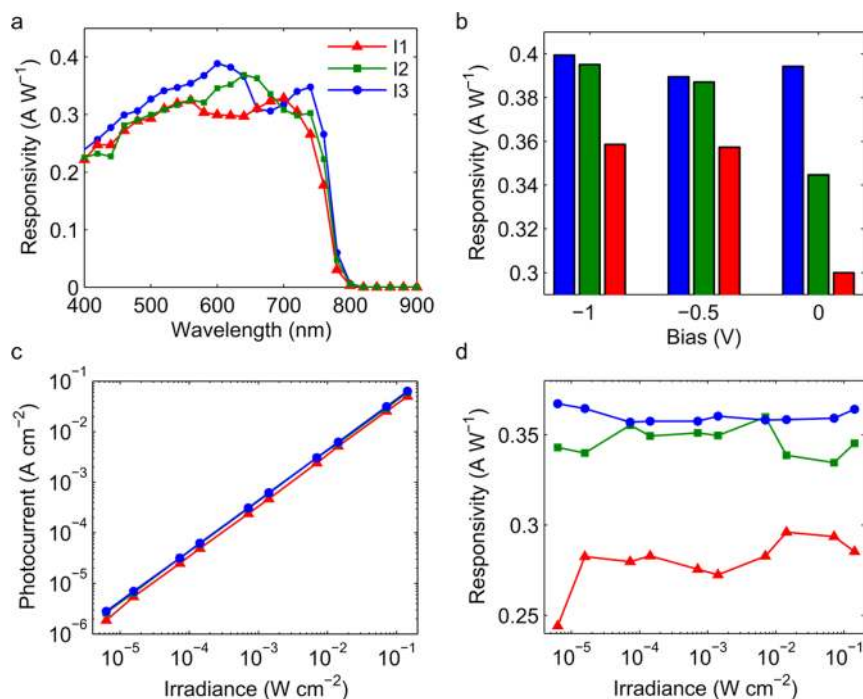 a
Responsivity (A W⁻¹)
0.4
0.3
0.2
0.1
0
400 500 600 700 800 900
Wavelength (nm)
I1
I2
I3
b
Responsivity (A W⁻¹)
0.4
0.38
0.36
0.34
0.32
0.3
−1 −0.5 0
Bias (V)
c
Photocurrent (A cm⁻²)
10⁻¹
10⁻²
10⁻³
10⁻⁴
10⁻⁵
10⁻⁶
10⁻⁵ 10⁻⁴ 10⁻³ 10⁻² 10⁻¹
Irradiance (W cm⁻²)
d
Responsivity (A W⁻¹)
0.35
0.3
0.25
10⁻⁵ 10⁻⁴ 10⁻³ 10⁻² 10⁻¹
Irradiance (W cm⁻²)